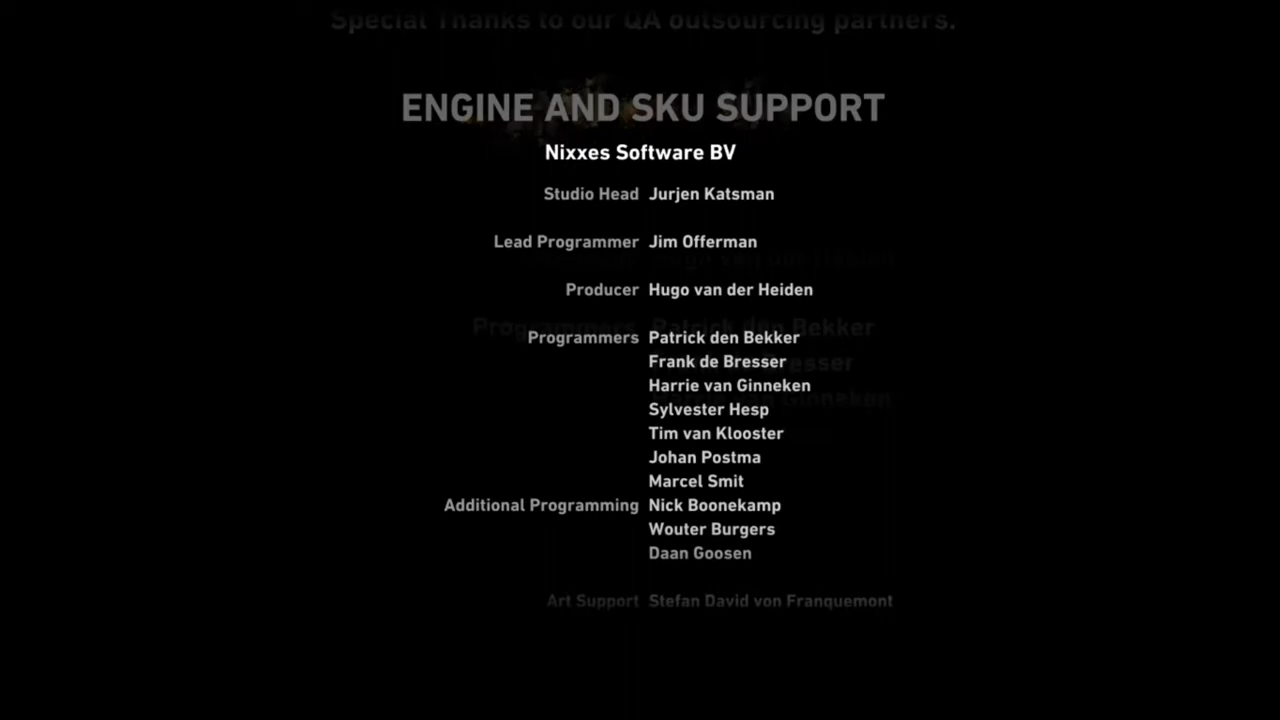 Special Thanks to our QA outsourcing partners.
ENGINE AND SKU SUPPORT
Nixxes Software BV
Studio Head Jurjen Katsman
Lead Programmer Jim Offerman
Producer Hugo van der Heiden
Programmers Patrick den Bekker
Frank de Bresser
Harrie van Ginneken
Sylvester Hesp
Tim van Klooster
Johan Postma
Marcel Smit
Additional Programming Nick Boonekamp
Wouter Burgers
Daan Goosen
Art Support Stefan David von Franquemont